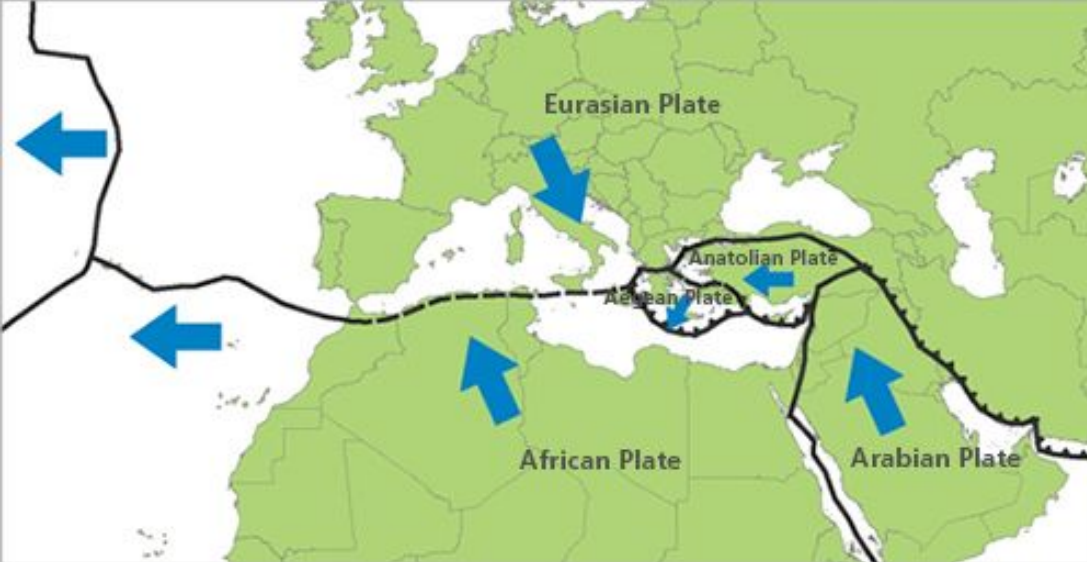 Eurasian Plate
Anatolian Plate
Aegean Plate
African Plate
Arabian Plate